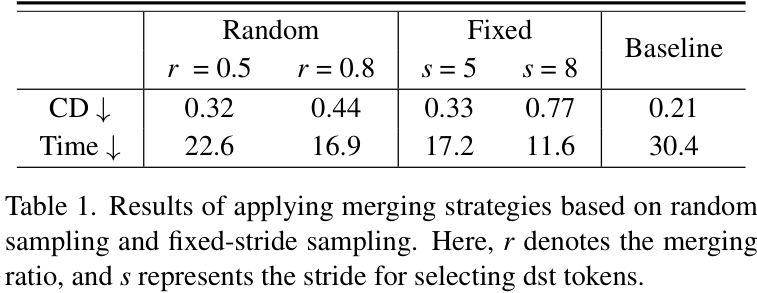 Random Fixed Baseline
r = 0.5 r = 0.8 s = 5 s = 8
CD ↓ 0.32 0.44 0.33 0.77 0.21
Time ↓ 22.6 16.9 17.2 11.6 30.4
Table 1. Results of applying merging strategies based on random
sampling and fixed-stride sampling. Here, r denotes the merging
ratio, and s represents the stride for selecting dst tokens.